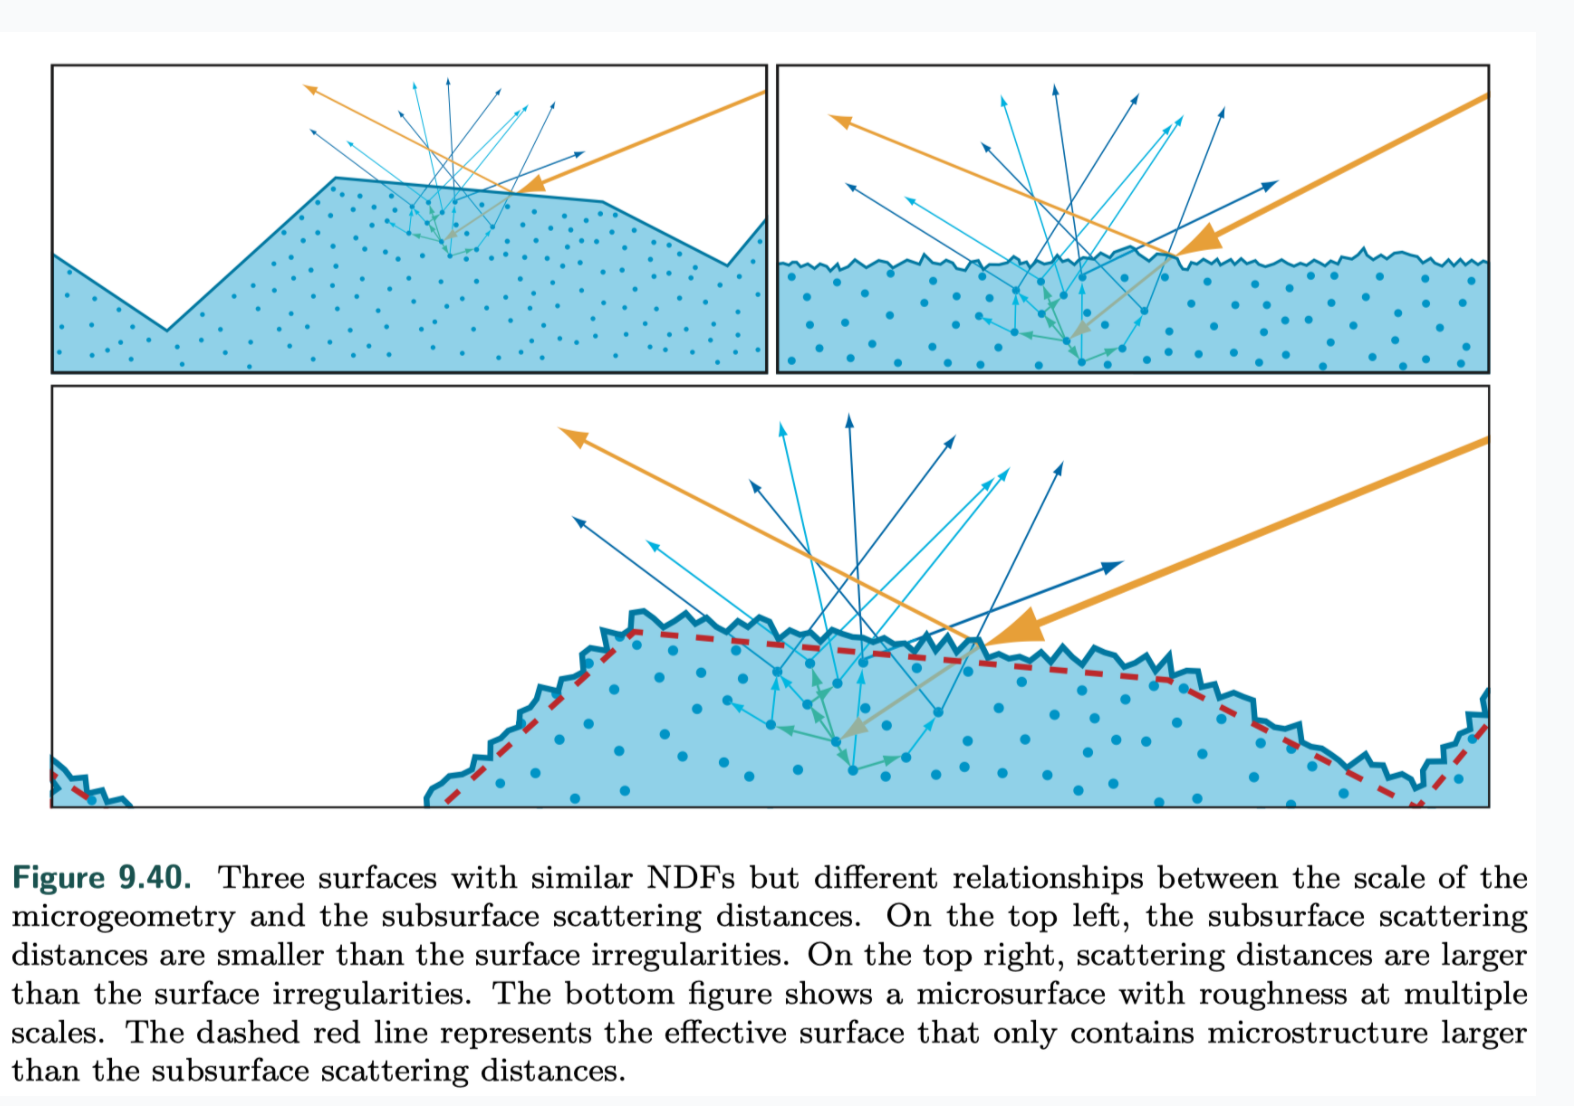 Figure 9.40. Three surfaces with similar NDFs but different relationships between the scale of the
microgeometry and the subsurface scattering distances. On the top left, the subsurface scattering
distances are smaller than the surface irregularities. On the top right, scattering distances are larger
than the surface irregularities. The bottom figure shows a microsurface with roughness at multiple
scales. The dashed red line represents the effective surface that only contains microstructure larger
than the subsurface scattering distances.